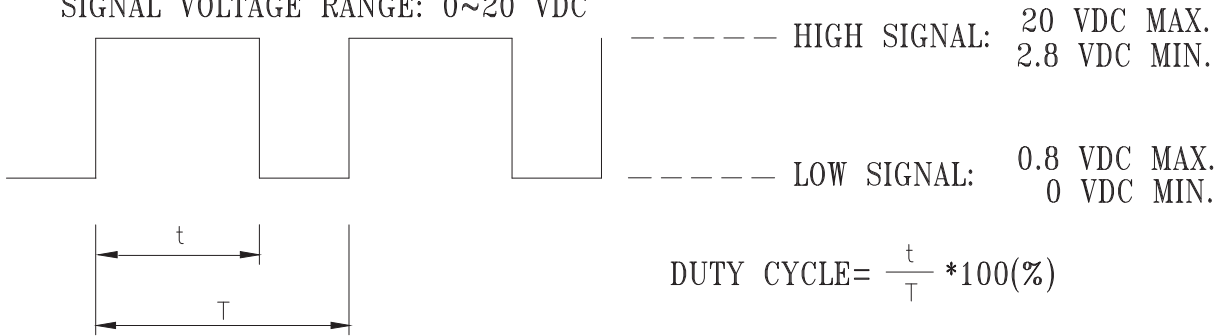 SIGNAL VOLTAGE RANGE: 0~20 VDC
HIGH SIGNAL: 20 VDC MAX.
2.8 VDC MIN.
LOW SIGNAL: 0.8 VDC MAX.
0 VDC MIN.
t
T
DUTY CYCLE= t/T *100(%)